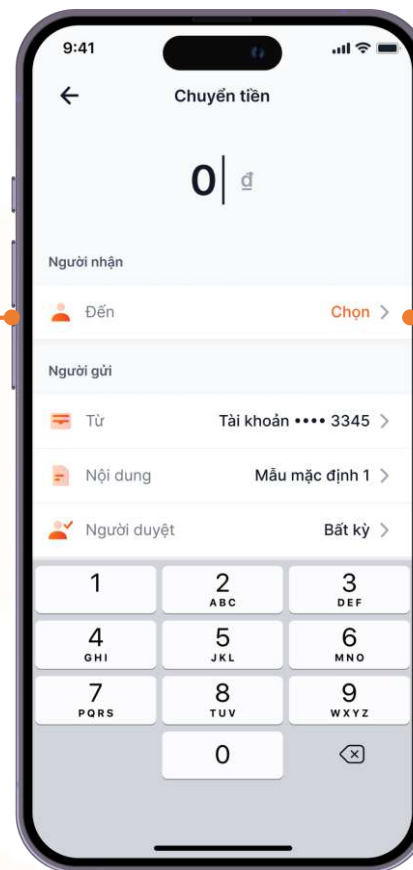 9:41
Chuyển tiền
0 ₫
Người nhận
Đến Chọn
Người gửi
Từ Tài khoản •••• 3345
Nội dung Mẫu mặc định 1
Người duyệt Bất kỳ
1 2 3
ABC DEF
4 5 6
GHI JKL MNO
7 8 9
PQRS TUV WXYZ
0